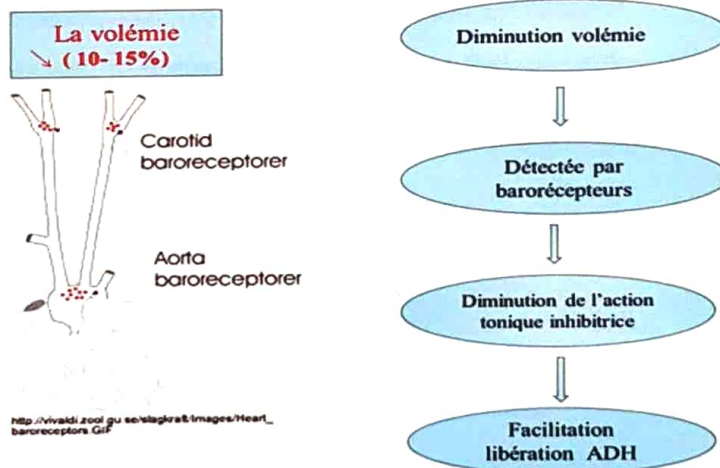 La volémie
↘ (10- 15%)
Carotid
baroreceptorer
Aorta
baroreceptorer
http://vivaldi.zool.gu.se/slagkraft/Images/Heart_
baroreceptors.GIF
Diminution volémie
Détectée par
barorécepteurs
Diminution de l'action
tonique inhibitrice
Facilitation
libération ADH